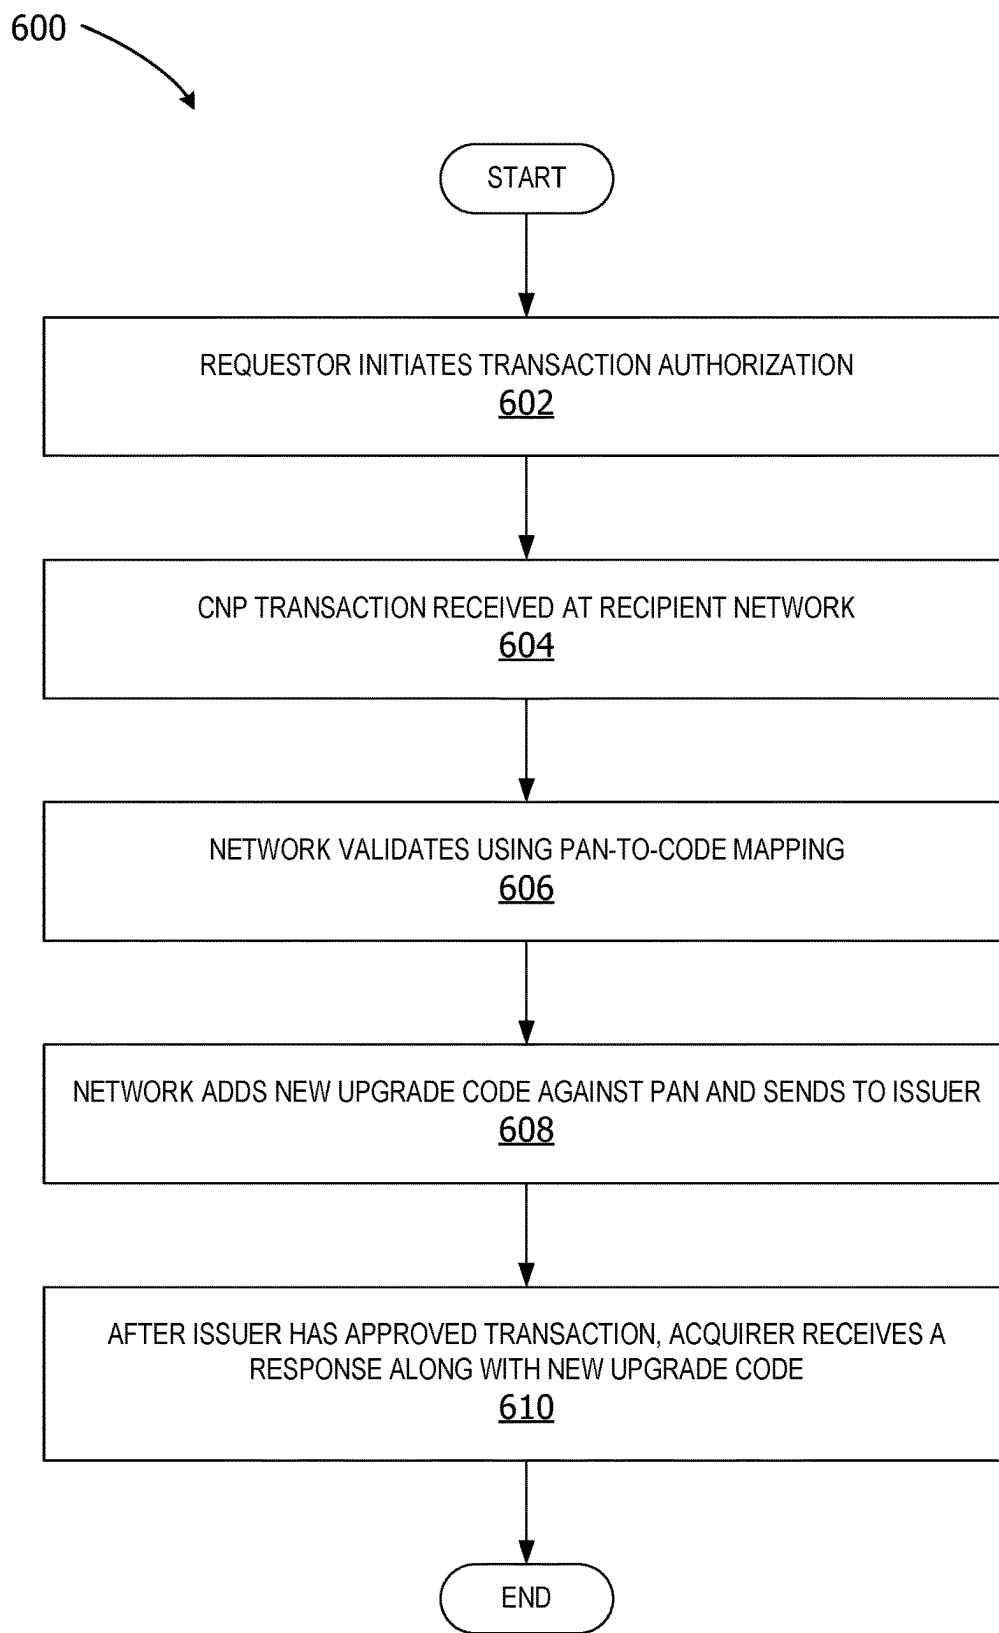 600
START
REQUESTOR INITIATES TRANSACTION AUTHORIZATION
602
CNP TRANSACTION RECEIVED AT RECIPIENT NETWORK
604
NETWORK VALIDATES USING PAN-TO-CODE MAPPING
606
NETWORK ADDS NEW UPGRADE CODE AGAINST PAN AND SENDS TO ISSUER
608
AFTER ISSUER HAS APPROVED TRANSACTION, ACQUIRER RECEIVES A
RESPONSE ALONG WITH NEW UPGRADE CODE
610
END